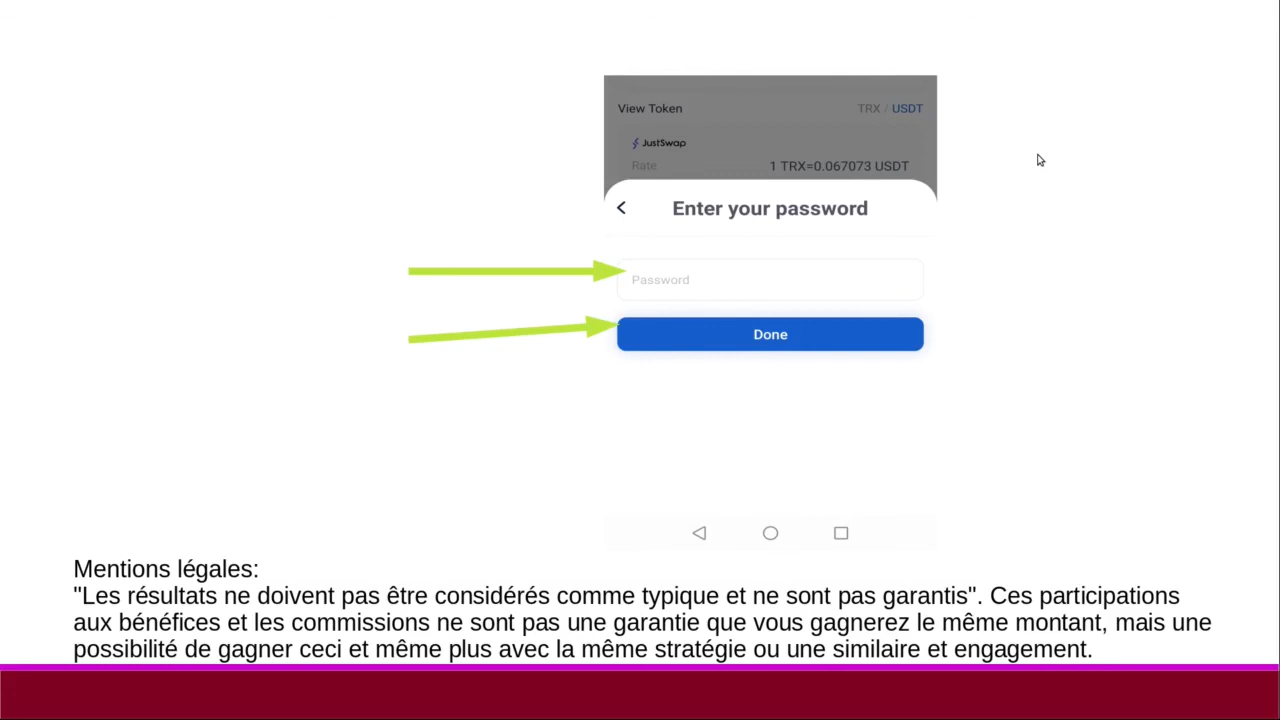 View Token
TRX / USDT
JustSwap
Rate
1 TRX=0.067073 USDT
Enter your password
Password
Done
Mentions légales:
"Les résultats ne doivent pas être considérés comme typique et ne sont pas garantis". Ces participations
aux bénéfices et les commissions ne sont pas une garantie que vous gagnerez le même montant, mais une
possibilité de gagner ceci et même plus avec la même stratégie ou une similaire et engagement.